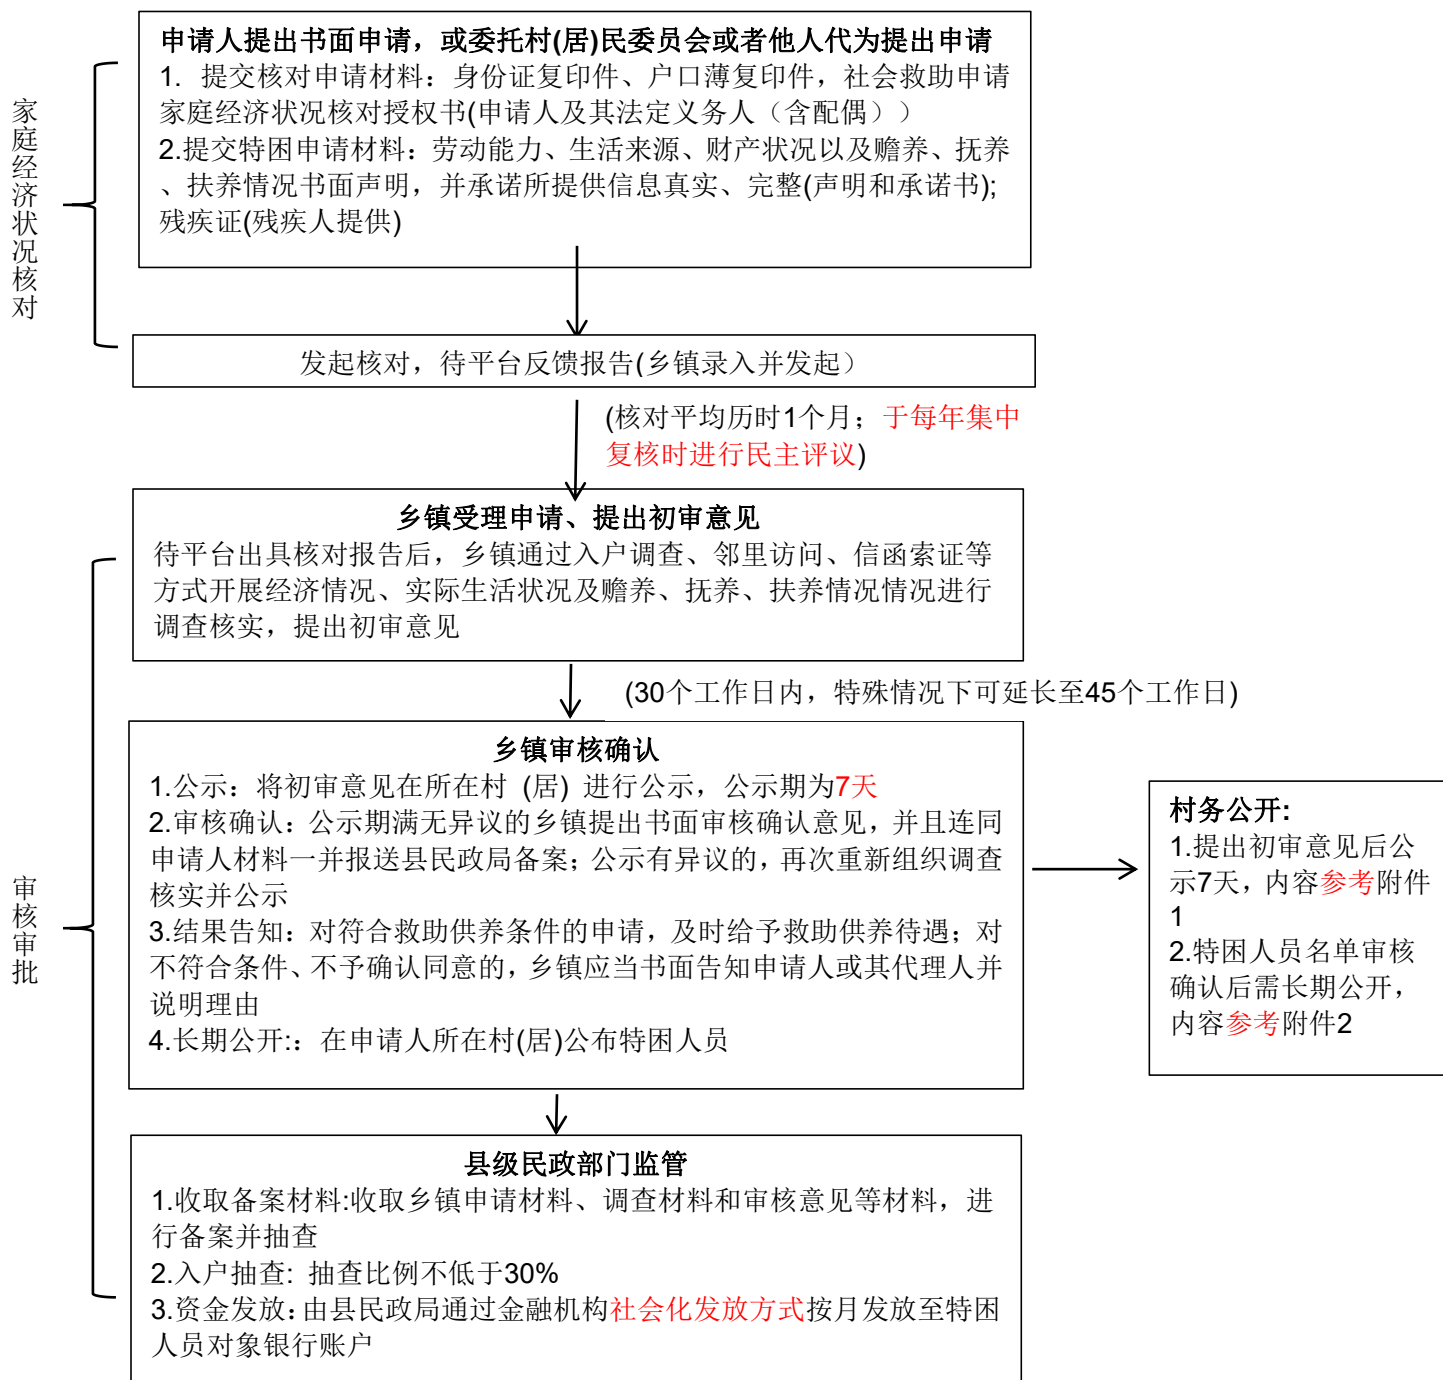 家庭经济状况核对
申请人提出书面申请，或委托村(居)民委员会或者他人代为提出申请
1. 提交核对申请材料：身份证复印件、户口薄复印件，社会救助申请
家庭经济状况核对授权书(申请人及其法定义务人（含配偶））
2.提交特困申请材料：劳动能力、生活来源、财产状况以及赡养、抚养
、扶养情况书面声明，并承诺所提供信息真实、完整(声明和承诺书);
残疾证(残疾人提供)
发起核对，待平台反馈报告(乡镇录入并发起）
(核对平均历时1个月；于每年集中
复核时进行民主评议)
审核审批
乡镇受理申请、提出初审意见
待平台出具核对报告后，乡镇通过入户调查、邻里访问、信函索证等
方式开展经济情况、实际生活状况及赡养、抚养、扶养情况情况进行
调查核实，提出初审意见
(30个工作日内，特殊情况下可延长至45个工作日)
乡镇审核确认
1.公示：将初审意见在所在村 (居) 进行公示，公示期为7天
2.审核确认：公示期满无异议的乡镇提出书面审核确认意见，并且连同
申请人材料一并报送县民政局备案；公示有异议的，再次重新组织调查
核实并公示
3.结果告知：对符合救助供养条件的申请，及时给予救助供养待遇；对
不符合条件、不予确认同意的，乡镇应当书面告知申请人或其代理人并
说明理由
4.长期公开:：在申请人所在村(居)公布特困人员
村务公开:
1.提出初审意见后公
示7天，内容参考附件
1
2.特困人员名单审核
确认后需长期公开，
内容参考附件2
县级民政部门监管
1.收取备案材料:收取乡镇申请材料、调查材料和审核意见等材料，进
行备案并抽查
2.入户抽查: 抽查比例不低于30%
3.资金发放：由县民政局通过金融机构社会化发放方式按月发放至特困
人员对象银行账户